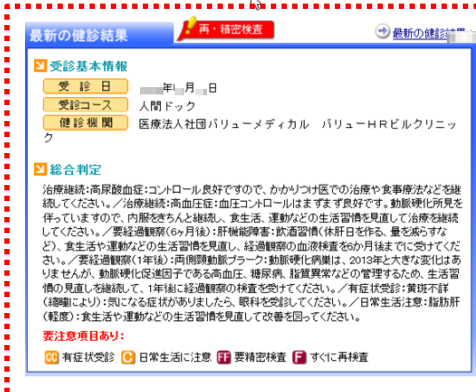 最新の健診結果
再・精密検査
最新の健診結果
受診基本情報
受 診 日 年 月 日
受診コース 人間ドック
健診機関 医療法人社団バリューメディカル バリューHRビルクリニッ
ク
総合判定
治療継続:高尿酸血症:コントロール良好ですので、かかりつけ医での治療や食事療法などを継
続してください。/治療継続:高血圧症:血圧コントロールはまずまず良好です。動脈硬化所見を
伴っていますので、内服をきちんと継続し、食生活、運動などの生活習慣を見直して治療を継続
してください。/要経過観察(6ヶ月後):肝機能障害:飲酒習慣(休肝日を作る、量を減らすな
ど)、食生活や運動などの生活習慣を見直し、経過観察の血液検査を6か月後までに受けてくだ
さい。/要経過観察(1年後):両側頸動脈プラーク:動脈硬化病巣は、2013年と大きな変化はあ
りませんが、動脈硬化促進因子である高血圧、糖尿病、脂質異常などの管理するため、生活習
慣の見直しを継続して、1年後に経過観察の検査を受けてください。/有症状受診:黄斑不詳
(縮瞳により):気になる症状がありましたら、眼科を受診してください。/日常生活注意:脂肪肝
(軽度):食生活や運動などの生活習慣を見直して改善を図ってください。
要注意項目あり:
CC 有症状受診 C 日常生活に注意 FF 要精密検査 F すぐに再検査